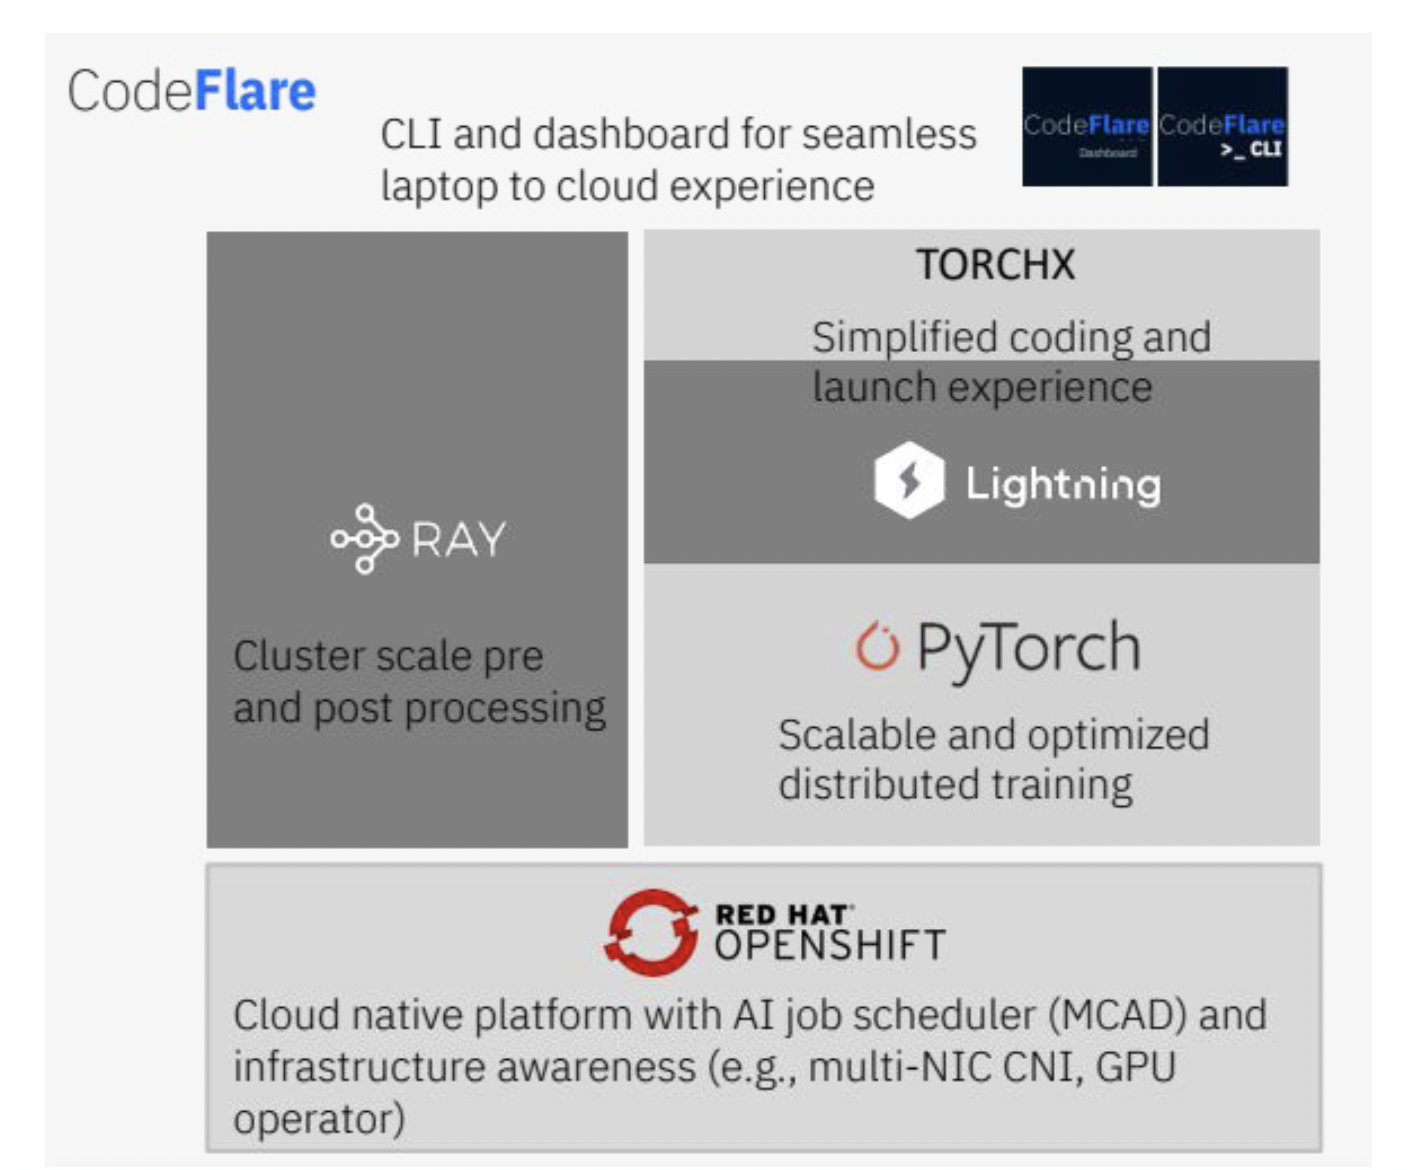 CodeFlare
CLI and dashboard for seamless
laptop to cloud experience
CodeFlare
Dashboard
CodeFlare
>_ CLI
RAY
Cluster scale pre
and post processing
TORCHX
Simplified coding and
launch experience
Lightning
PyTorch
Scalable and optimized
distributed training
RED HAT®
OPENSHIFT
Cloud native platform with AI job scheduler (MCAD) and
infrastructure awareness (e.g., multi-NIC CNI, GPU
operator)